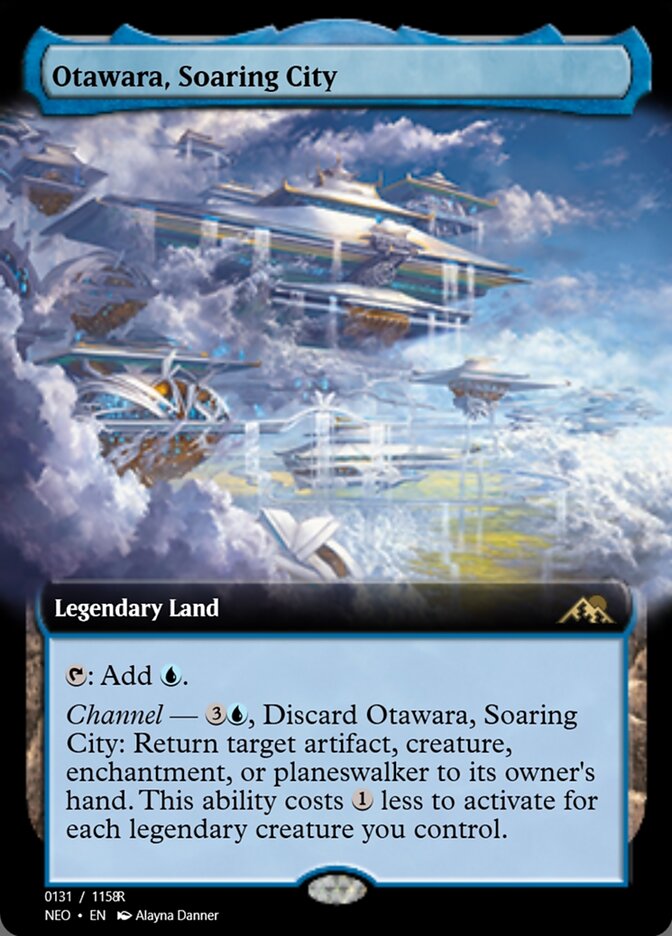 Otawara, Soaring City
Legendary Land
: Add .
Channel — 3, Discard Otawara, Soaring
City: Return target artifact, creature,
enchantment, or planeswalker to its owner's
hand. This ability costs 1 less to activate for
each legendary creature you control.
0131 / 1158R
NEO • EN Alayna Danner